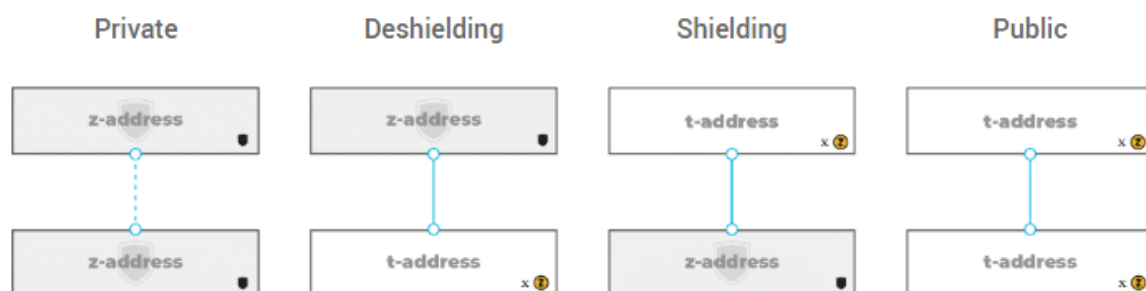 Private Deshielding Shielding Public
z-address z-address t-address t-address
x x
z-address t-address z-address t-address
x x